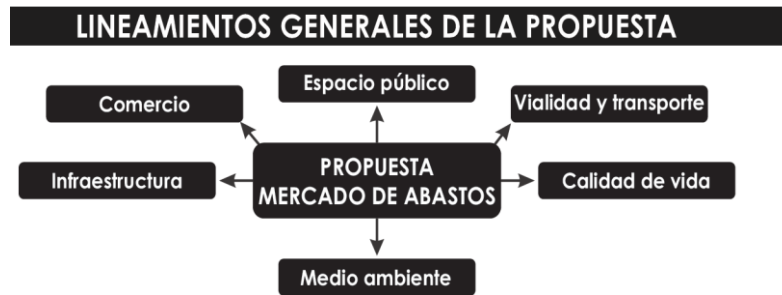 LINEAMIENTOS GENERALES DE LA PROPUESTA
Espacio público
Comercio
Vialidad y transporte
PROPUESTA
MERCADO DE ABASTOS
Infraestructura
Calidad de vida
Medio ambiente